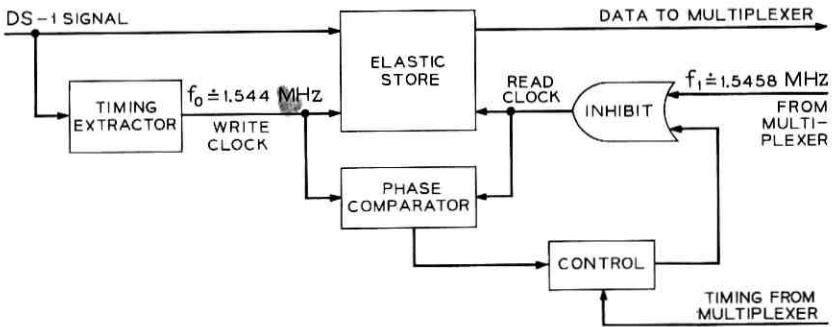 DS-1 SIGNAL
DATA TO MULTIPLEXER
ELASTIC
STORE
READ
CLOCK
f₁≐1.5458 MHz
FROM
MULTI-
PLEXER
INHIBIT
TIMING
EXTRACTOR
f₀≐1.544 MHz
WRITE
CLOCK
PHASE
COMPARATOR
CONTROL
TIMING FROM
MULTIPLEXER